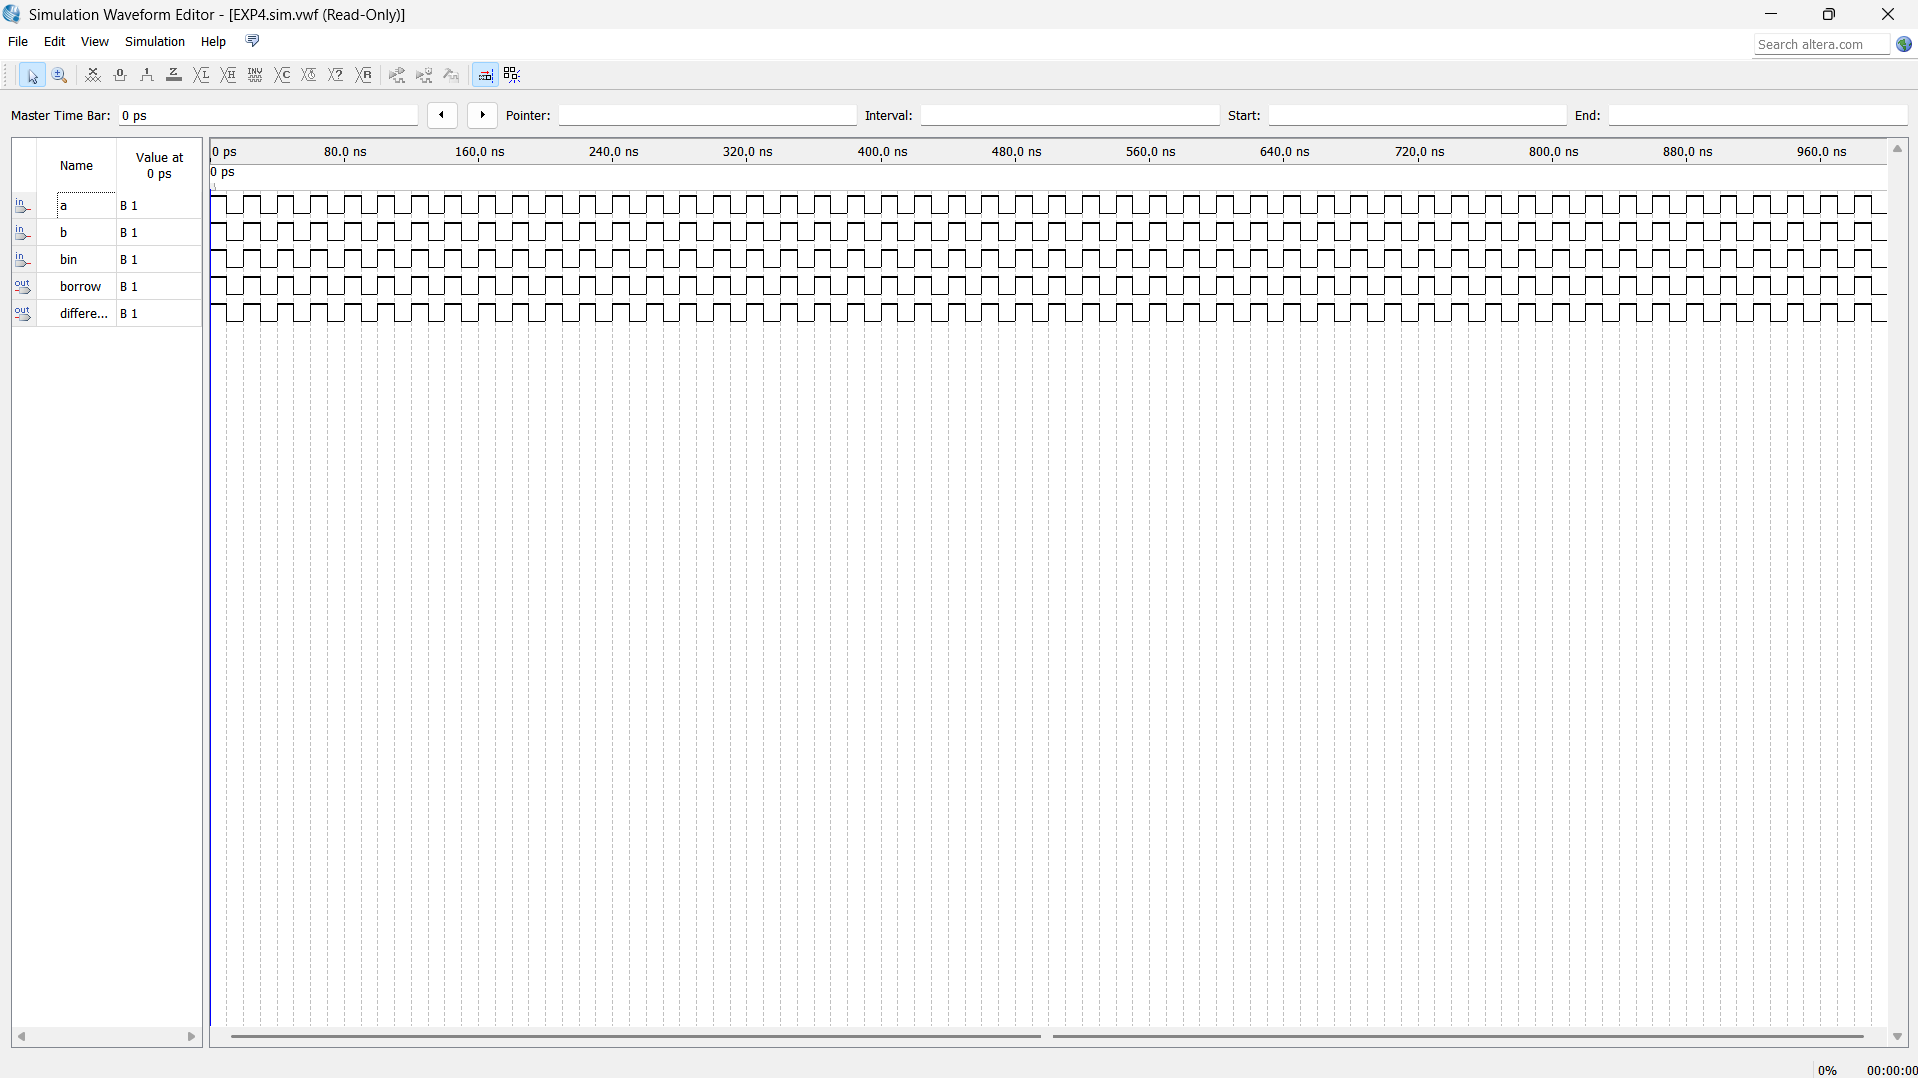 Simulation Waveform Editor - [EXP4.sim.vwf (Read-Only)]
File Edit View Simulation Help
Search altera.com
Master Time Bar: 0 ps Pointer: Interval: Start: End:
Name Value at 0 ps
0 ps 80.0 ns 160.0 ns 240.0 ns 320.0 ns 400.0 ns 480.0 ns 560.0 ns 640.0 ns 720.0 ns 800.0 ns 880.0 ns 960.0 ns
0 ps
in a B 1
in b B 1
in bin B 1
out borrow B 1
out differe... B 1
0% 00:00:00